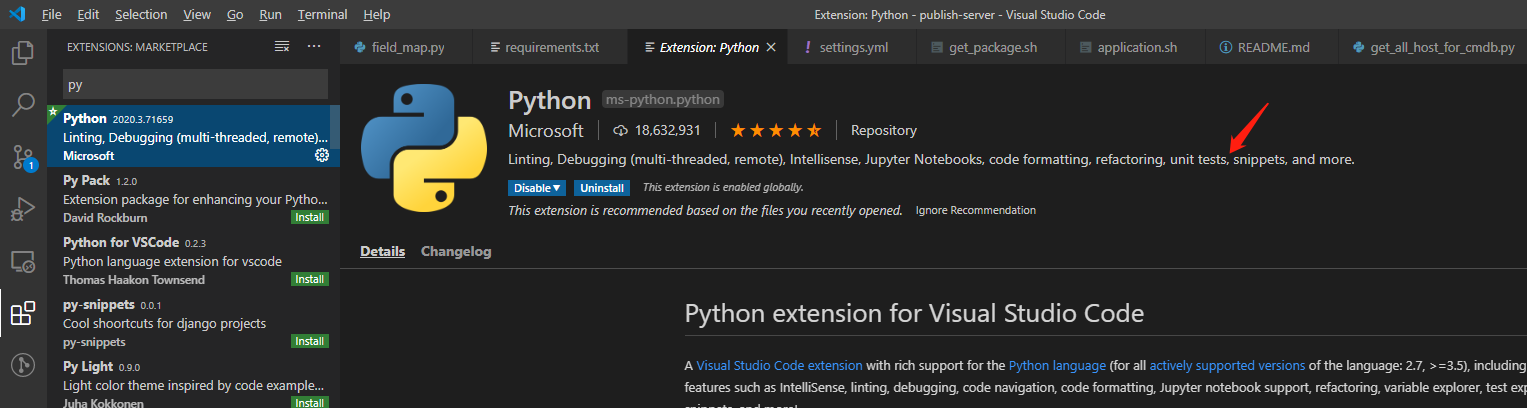 File Edit Selection View Go Run Terminal Help Extension: Python - publish-server - Visual Studio Code
EXTENSIONS: MARKETPLACE
field_map.py requirements.txt Extension: Python settings.yml get_package.sh application.sh README.md get_all_host_for_cmdb.py
py
Python 2020.3.71659
Linting, Debugging (multi-threaded, remote)...
Microsoft
1
Py Pack 1.2.0
Extension package for enhancing your Pytho...
David Rockburn Install
Python for VSCode 0.2.3
Python language extension for vscode
Thomas Haakon Townsend Install
py-snippets 0.0.1
Cool shoortcuts for django projects
py-snippets Install
Py Light 0.9.0
Light color theme inspired by code example...
Juha Kokkonen Install
Python ms-python.python
Microsoft 18,632,931 Repository
Linting, Debugging (multi-threaded, remote), Intellisense, Jupyter Notebooks, code formatting, refactoring, unit tests, snippets, and more.
Disable Uninstall This extension is enabled globally.
This extension is recommended based on the files you recently opened. Ignore Recommendation
Details Changelog
Python extension for Visual Studio Code
A Visual Studio Code extension with rich support for the Python language (for all actively supported versions of the language: 2.7, >=3.5), including
features such as IntelliSense, linting, debugging, code navigation, code formatting, Jupyter notebook support, refactoring, variable explorer, test exp
snippets, and more!